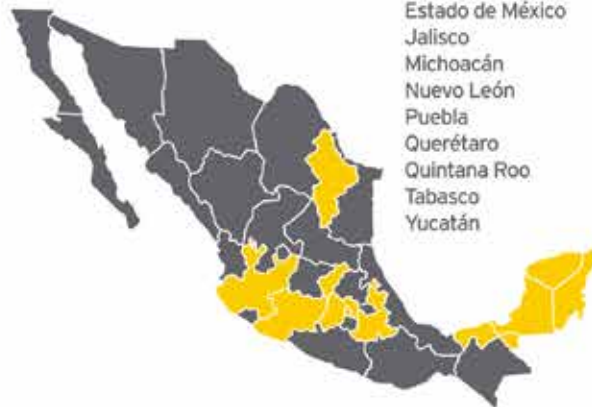 Estado de México
Jalisco
Michoacán
Nuevo León
Puebla
Querétaro
Quintana Roo
Tabasco
Yucatán